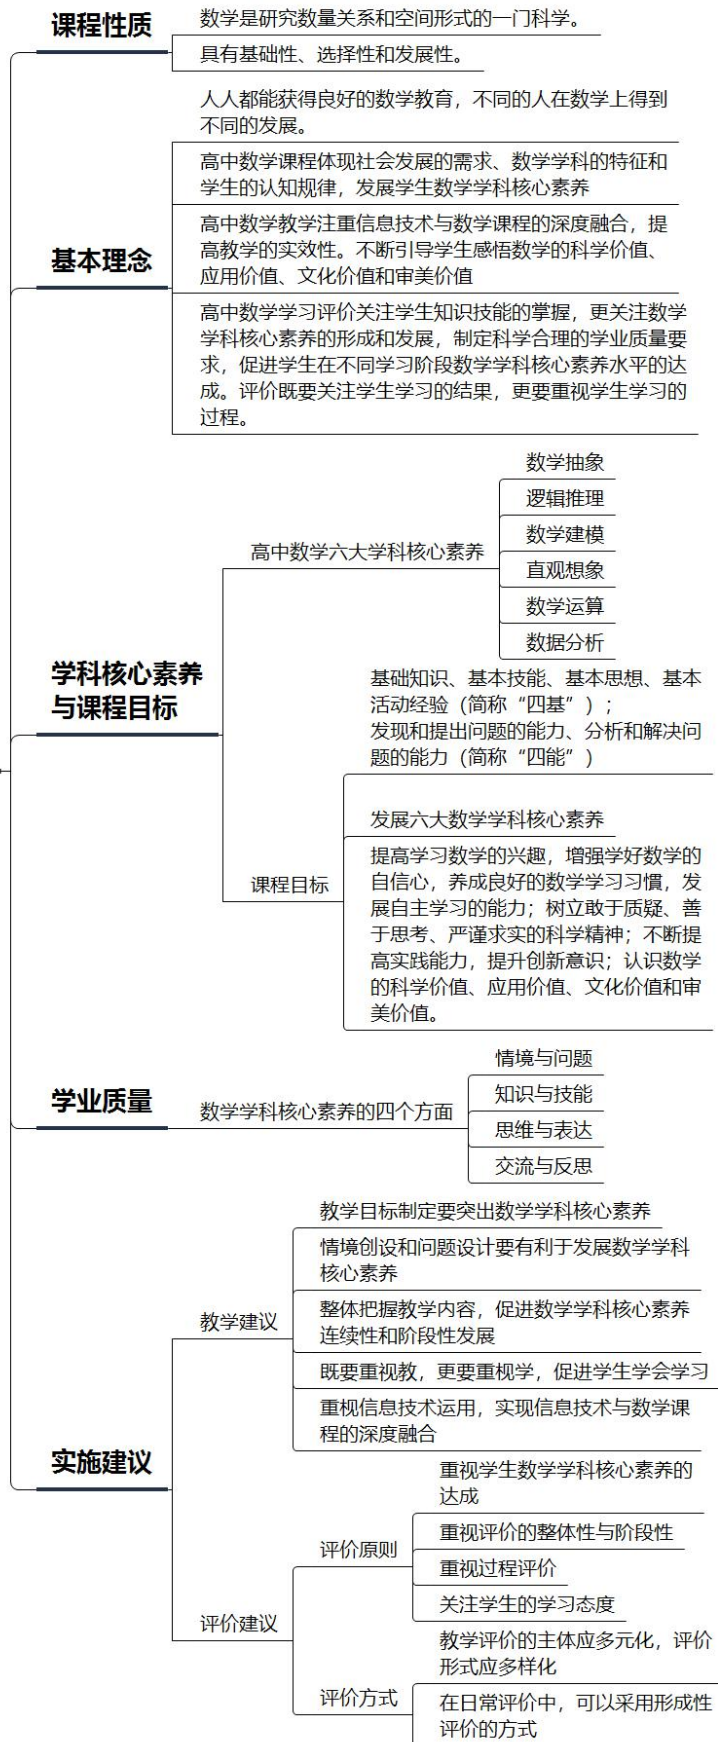 课程性质
数学是研究数量关系和空间形式的一门科学。
具有基础性、选择性和发展性。
基本理念
人人都能获得良好的数学教育，不同的人在数学上得到
不同的发展。
高中数学课程体现社会发展的需求、数学学科的特征和
学生的认知规律，发展学生数学学科核心素养
高中数学教学注重信息技术与数学课程的深度融合，提
高教学的实效性。不断引导学生感悟数学的科学价值、
应用价值、文化价值和审美价值
高中数学学习评价关注学生知识技能的掌握，更关注数学
学科核心素养的形成和发展，制定科学合理的学业质量要
求，促进学生在不同学习阶段数学学科核心素养水平的达
成。评价既要关注学生学习的结果，更要重视学生学习的
过程。
学科核心素养
与课程目标
高中数学六大学科核心素养
数学抽象
逻辑推理
数学建模
直观想象
数学运算
数据分析
课程目标
基础知识、基本技能、基本思想、基本
活动经验（简称“四基”）；
发现和提出问题的能力、分析和解决问
题的能力（简称“四能”）
发展六大数学学科核心素养
提高学习数学的兴趣，增强学好数学的
自信心，养成良好的数学学习习惯，发
展自主学习的能力；树立敢于质疑、善
于思考、严谨求实的科学精神；不断提
高实践能力，提升创新意识；认识数学
的科学价值、应用价值、文化价值和审
美价值。
学业质量
数学学科核心素养的四个方面
情境与问题
知识与技能
思维与表达
交流与反思
实施建议
教学建议
教学目标制定要突出数学学科核心素养
情境创设和问题设计要有利于发展数学学科
核心素养
整体把握教学内容，促进数学学科核心素养
连续性和阶段性发展
既要重视教，更要重视学，促进学生学会学习
重视信息技术运用，实现信息技术与数学课
程的深度融合
评价建议
评价原则
重视学生数学学科核心素养的
达成
重视评价的整体性与阶段性
重视过程评价
关注学生的学习态度
评价方式
教学评价的主体应多元化，评价
形式应多样化
在日常评价中，可以采用形成性
评价的方式